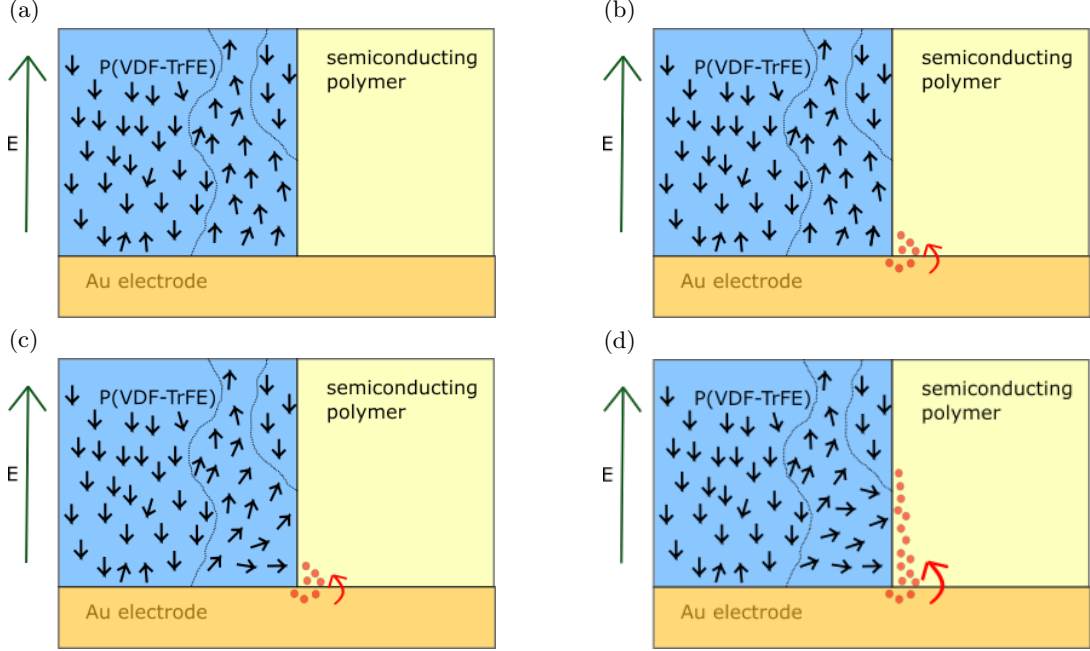 (a)
P(VDF-TrFE)
semiconducting
polymer
E
Au electrode
(b)
P(VDF-TrFE)
semiconducting
polymer
E
Au electrode
(c)
P(VDF-TrFE)
semiconducting
polymer
E
Au electrode
(d)
P(VDF-TrFE)
semiconducting
polymer
E
Au electrode